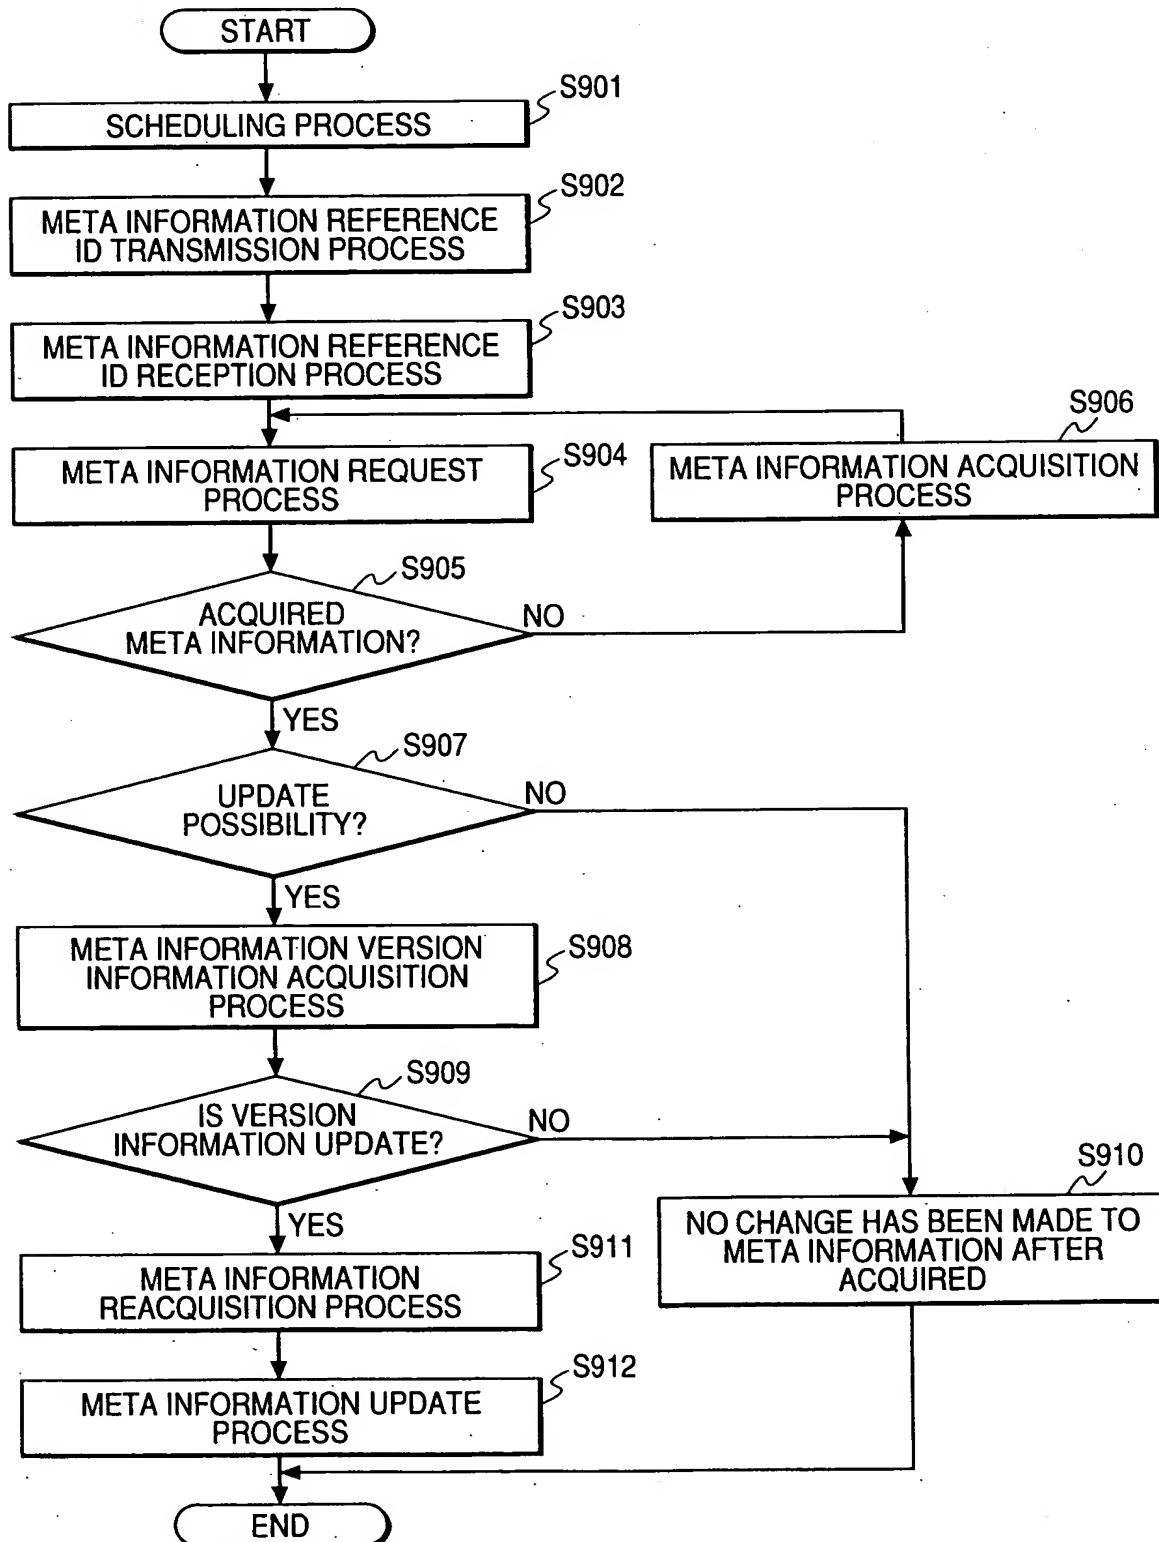 START
S901
SCHEDULING PROCESS
S902
META INFORMATION REFERENCE
ID TRANSMISSION PROCESS
S903
META INFORMATION REFERENCE
ID RECEPTION PROCESS
S906
META INFORMATION ACQUISITION
PROCESS
S904
META INFORMATION REQUEST
PROCESS
S905
ACQUIRED
META INFORMATION?
NO
YES
S907
UPDATE
POSSIBILITY?
NO
YES
S908
META INFORMATION VERSION
INFORMATION ACQUISITION
PROCESS
S909
IS VERSION
INFORMATION UPDATE?
NO
YES
S910
NO CHANGE HAS BEEN MADE TO
META INFORMATION AFTER
ACQUIRED
S911
META INFORMATION
REACQUISITION PROCESS
S912
META INFORMATION UPDATE
PROCESS
END